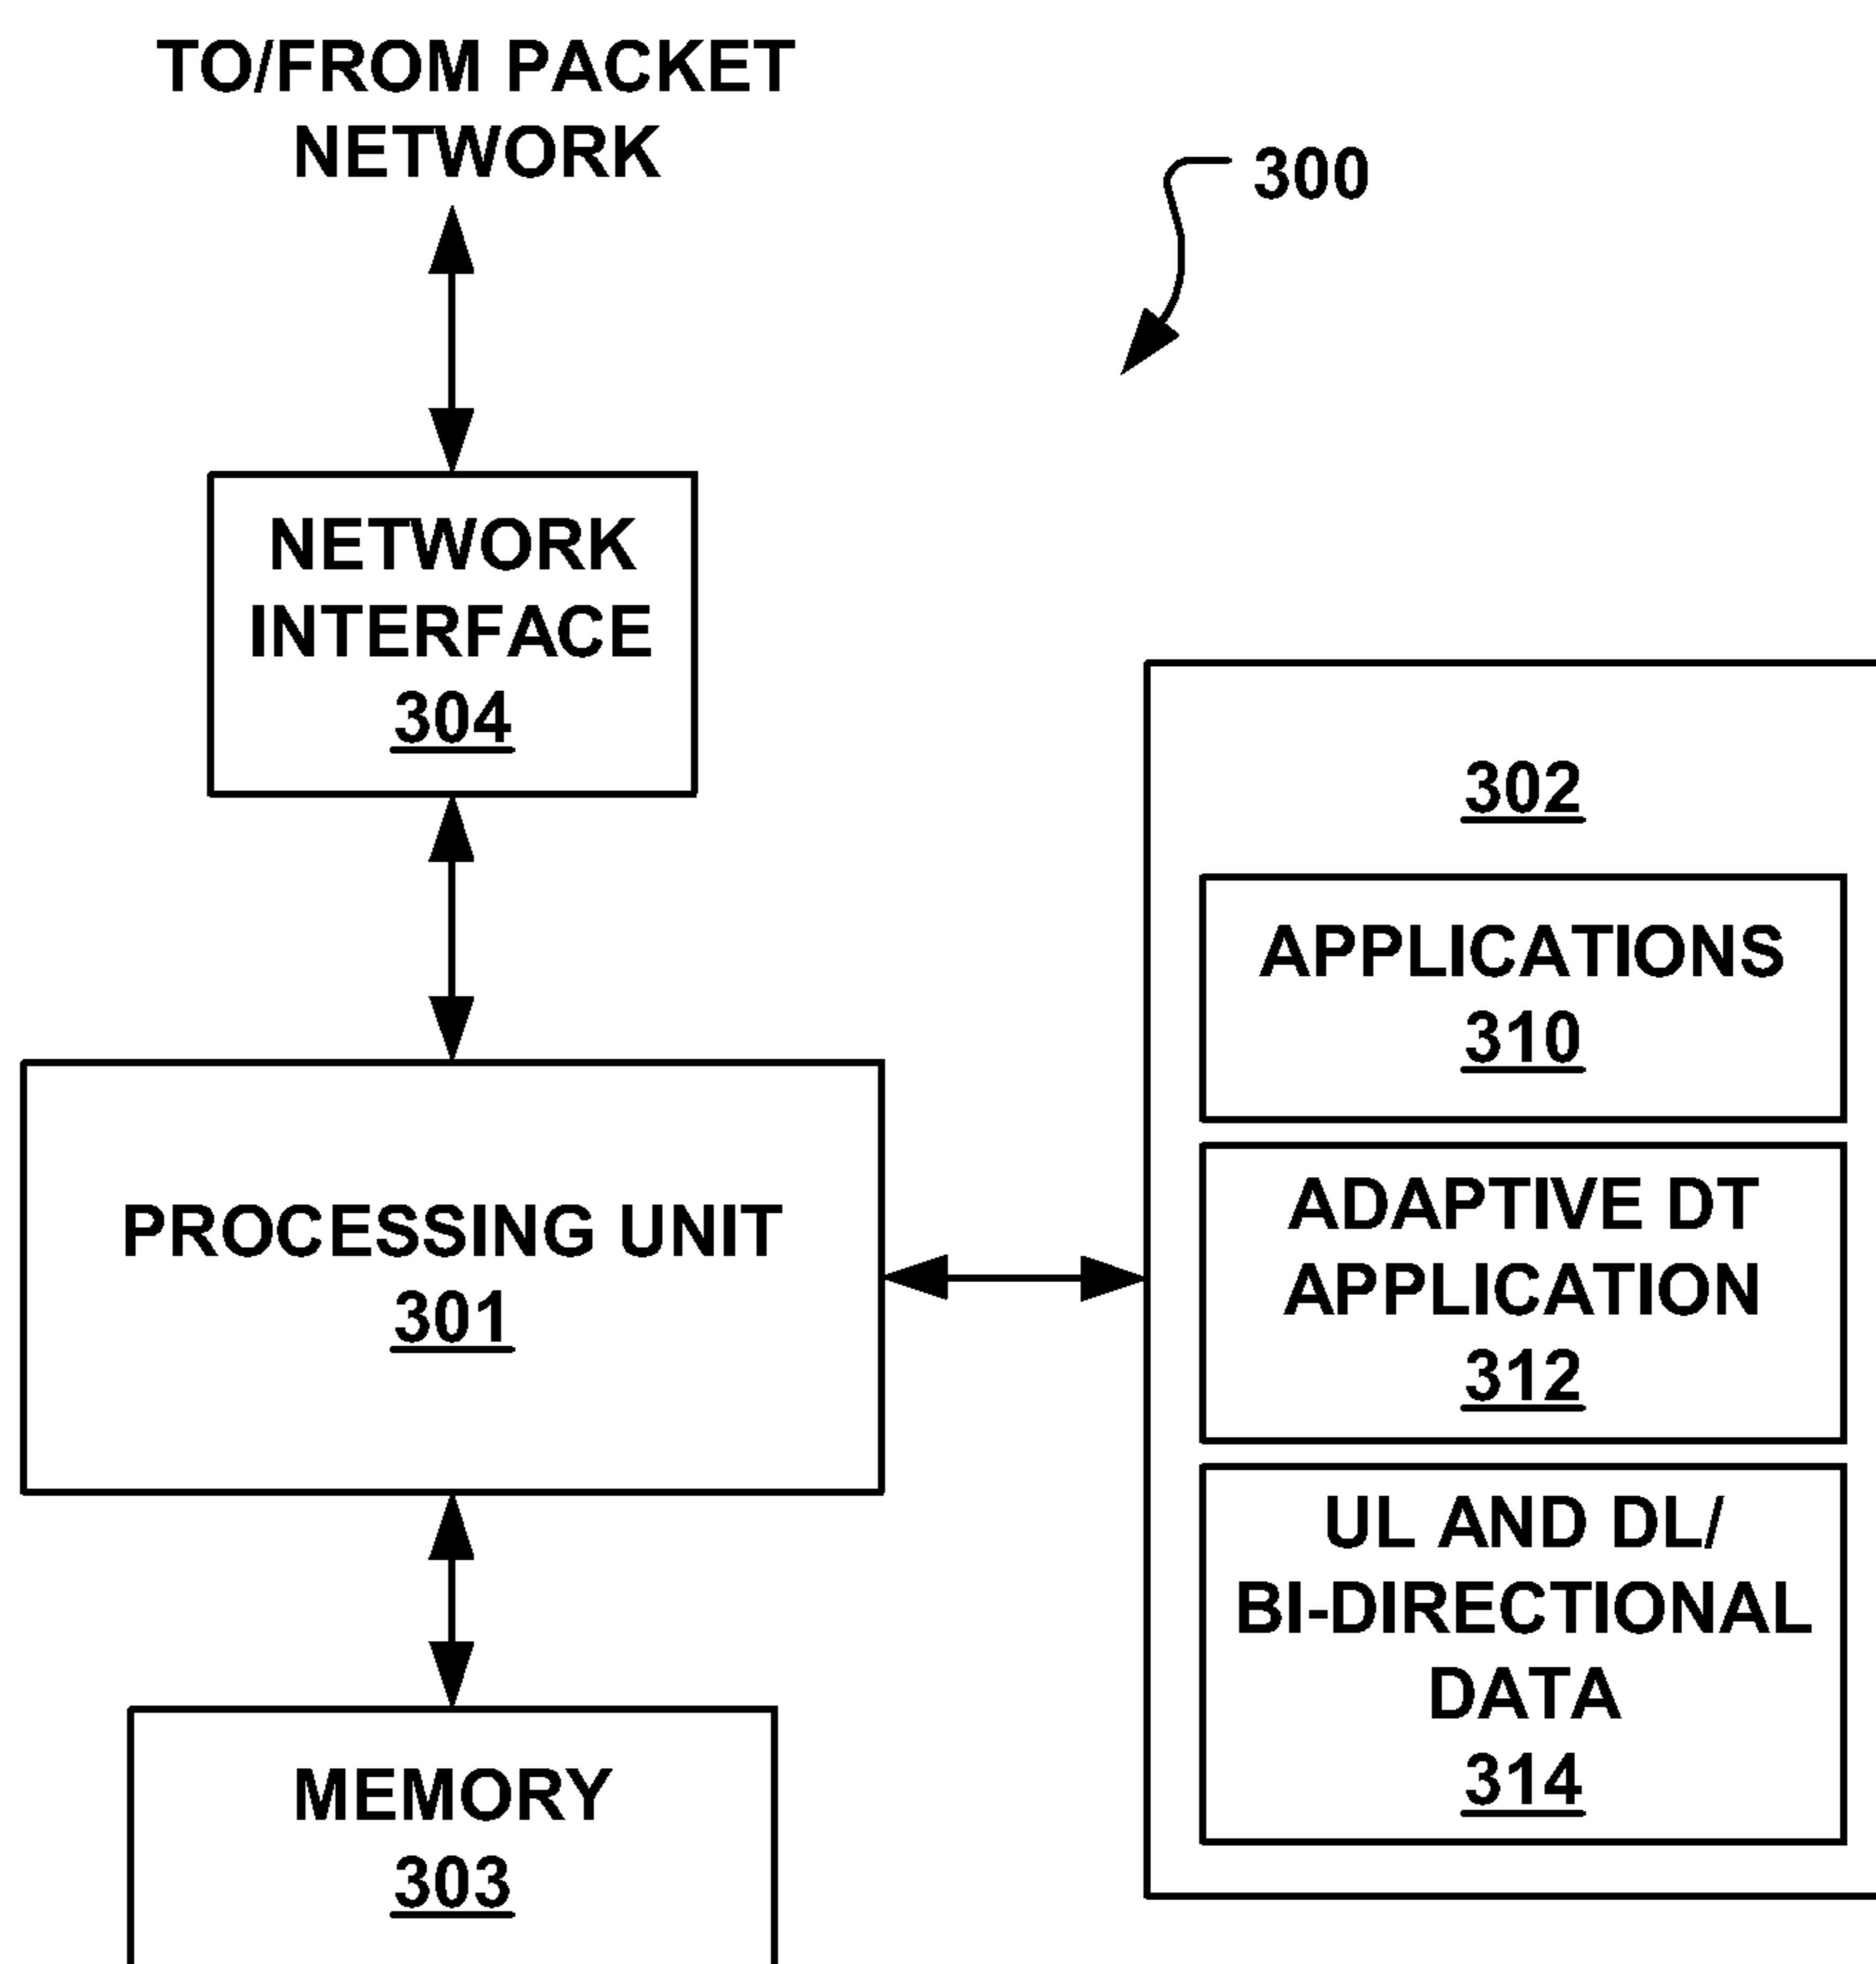 TO/FROM PACKET
NETWORK
300
NETWORK
INTERFACE
304
302
APPLICATIONS
310
ADAPTIVE DT
APPLICATION
312
PROCESSING UNIT
301
UL AND DL/
BI-DIRECTIONAL
DATA
314
MEMORY
303